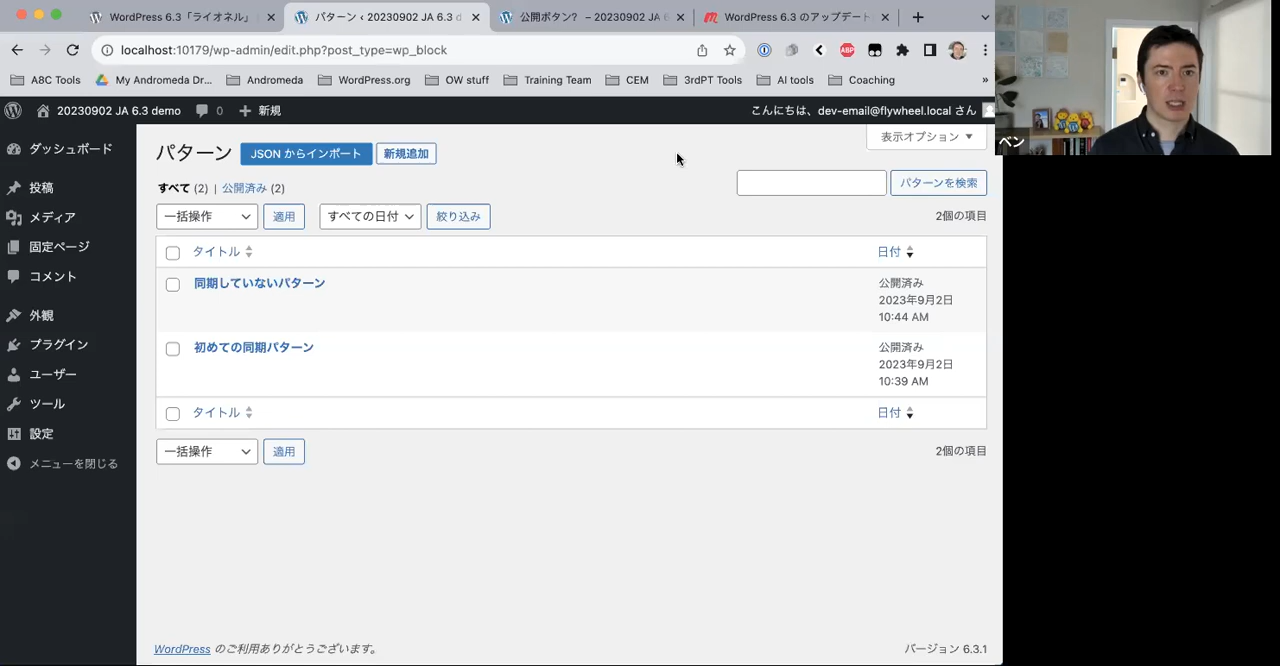 WordPress 6.3「ライオネル」
パターン ‹ 20230902 JA 6.3 d
公開ボタン? – 20230902 JA 6
WordPress 6.3 のアップデート
localhost:10179/wp-admin/edit.php?post_type=wp_block
ABP
A8C Tools
My Andromeda Dr...
Andromeda
WordPress.org
OW stuff
Training Team
CEM
3rdPT Tools
AI tools
Coaching
»
20230902 JA 6.3 demo
0
新規
こんにちは、dev-email@flywheel.local さん
ベン
ダッシュボード
投稿
メディア
固定ページ
コメント
外観
プラグイン
ユーザー
ツール
設定
メニューを閉じる
表示オプション
パターン
JSON からインポート
新規追加
すべて (2) | 公開済み (2)
パターンを検索
一括操作
適用
すべての日付
絞り込み
2個の項目
タイトル
日付
同期していないパターン
公開済み
2023年9月2日
10:44 AM
初めての同期パターン
公開済み
2023年9月2日
10:39 AM
タイトル
日付
一括操作
適用
2個の項目
WordPress のご利用ありがとうございます。
バージョン 6.3.1